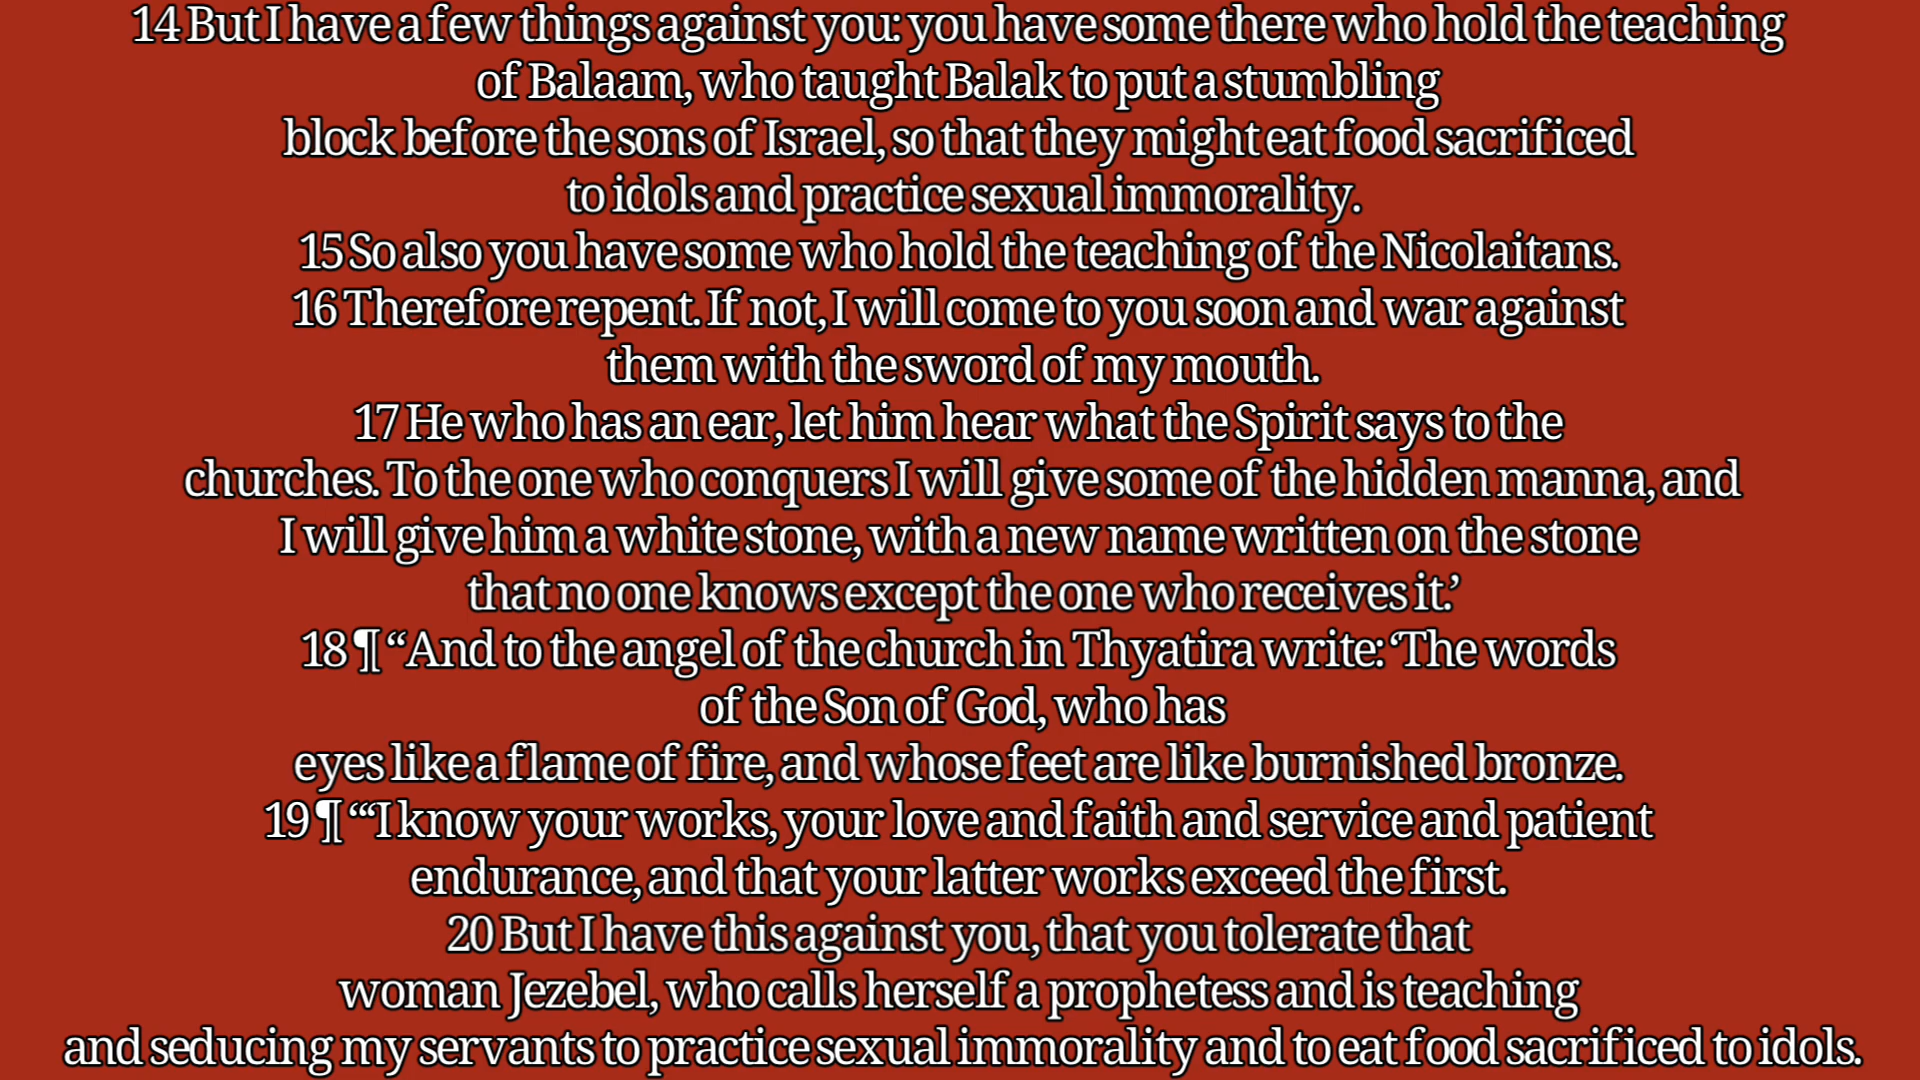 14 But I have a few things against you: you have some there who hold the teaching
of Balaam, who taught Balak to put a stumbling
block before the sons of Israel, so that they might eat food sacrificed
to idols and practice sexual immorality.
15 So also you have some who hold the teaching of the Nicolaitans.
16 Therefore repent. If not, I will come to you soon and war against
them with the sword of my mouth.
17 He who has an ear, let him hear what the Spirit says to the
churches. To the one who conquers I will give some of the hidden manna, and
I will give him a white stone, with a new name written on the stone
that no one knows except the one who receives it.’
18 ¶ “And to the angel of the church in Thyatira write: ‘The words
of the Son of God, who has
eyes like a flame of fire, and whose feet are like burnished bronze.
19 ¶ “‘I know your works, your love and faith and service and patient
endurance, and that your latter works exceed the first.
20 But I have this against you, that you tolerate that
woman Jezebel, who calls herself a prophetess and is teaching
and seducing my servants to practice sexual immorality and to eat food sacrificed to idols.